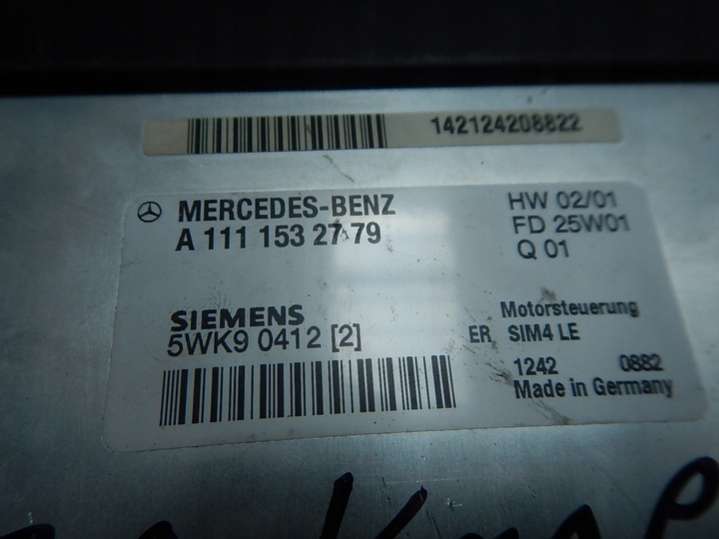 142124208822
MERCEDES-BENZ
A 111 153 27 79
HW 02/01
FD 25W01
Q 01
SIEMENS
5WK9 0412 [2]
Motorsteuerung
ER SIM4 LE
1242 0882
Made in Germany